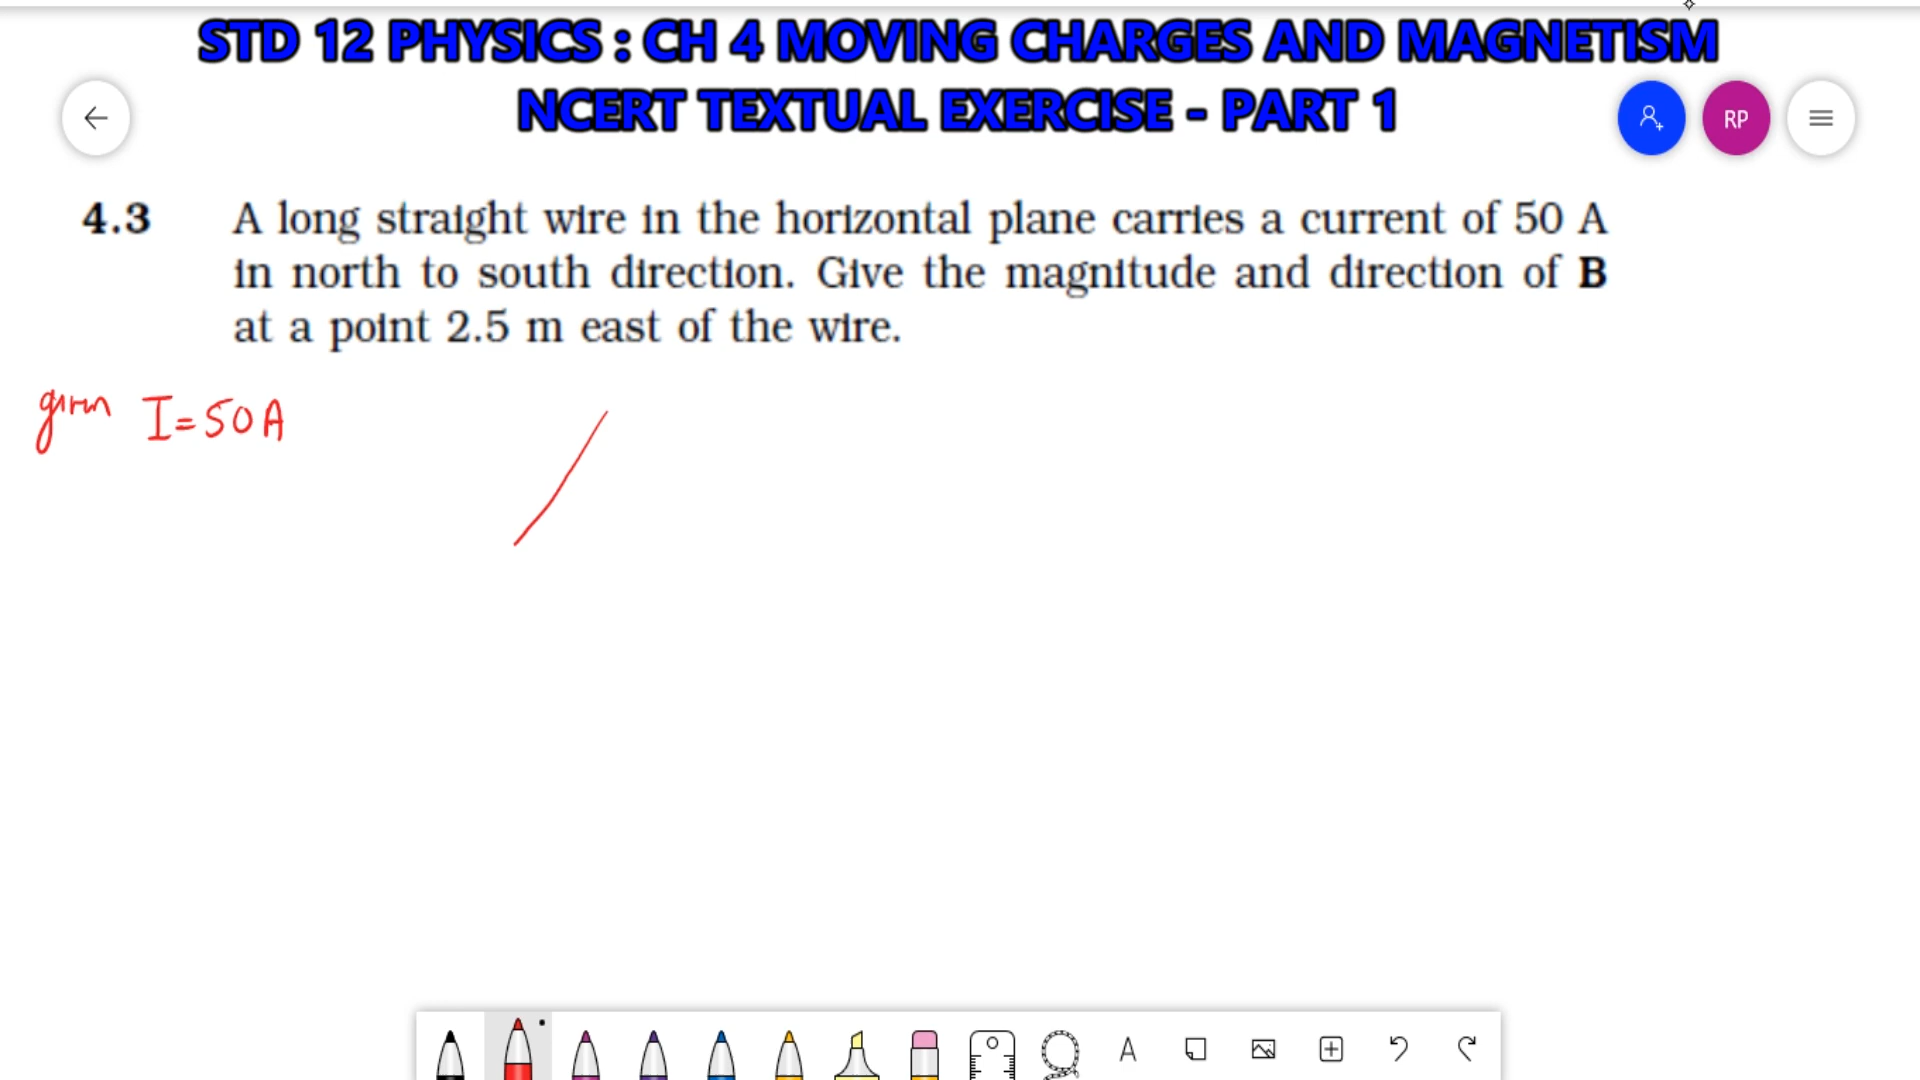 STD 12 PHYSICS : CH 4 MOVING CHARGES AND MAGNETISM
NCERT TEXTUAL EXERCISE - PART 1
RP
4.3 A long straight wire in the horizontal plane carries a current of 50 A
in north to south direction. Give the magnitude and direction of B
at a point 2.5 m east of the wire.
given I = 50 A